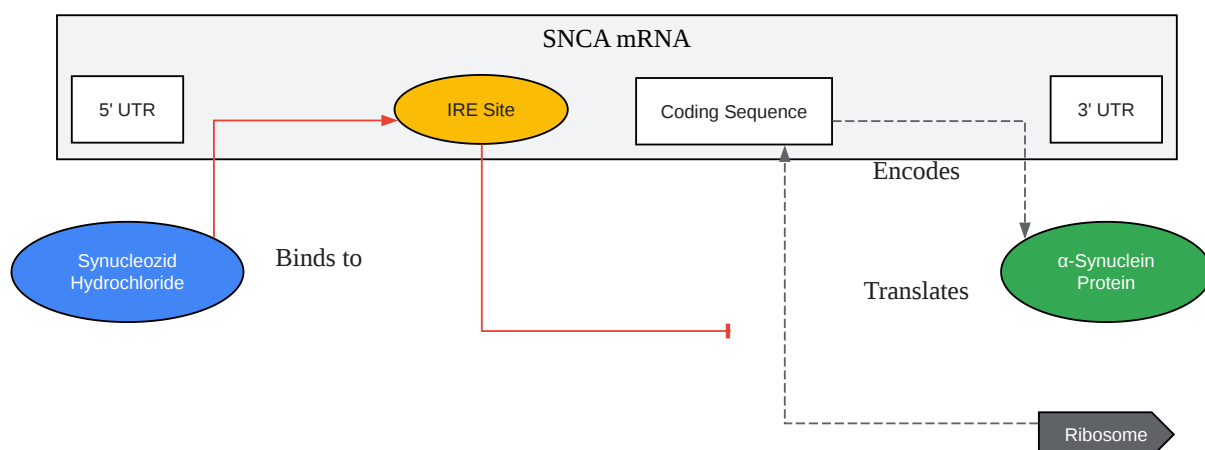 SNCA mRNA
5' UTR
IRE Site
Coding Sequence
3' UTR
Encodes
Synucleozid
Hydrochloride
Binds to
α-Synuclein
Protein
Translates
Ribosome